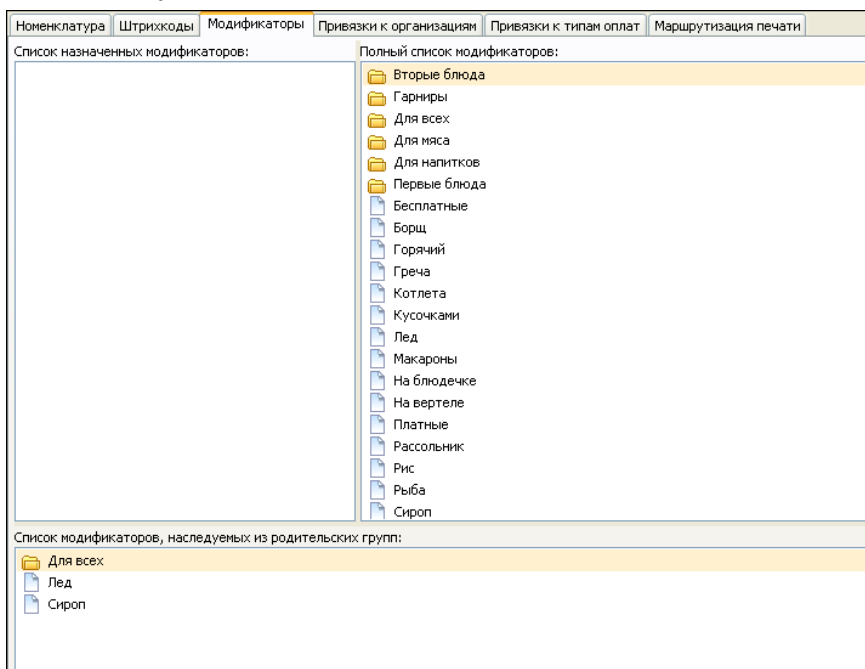 Номенклатура Штрихкоды Модификаторы Привязки к организациям Привязки к типам оплат Маршрутизация печати
Список назначенных модификаторов:
Полный список модификаторов:
Вторые блюда
Гарниры
Для всех
Для мяса
Для напитков
Первые блюда
Бесплатные
Борщ
Горячий
Греча
Котлета
Кусочками
Лед
Макароны
На блюдечке
На вертеле
Платные
Рассольник
Рис
Рыба
Сироп
Список модификаторов, наследуемых из родительских групп:
Для всех
Лед
Сироп